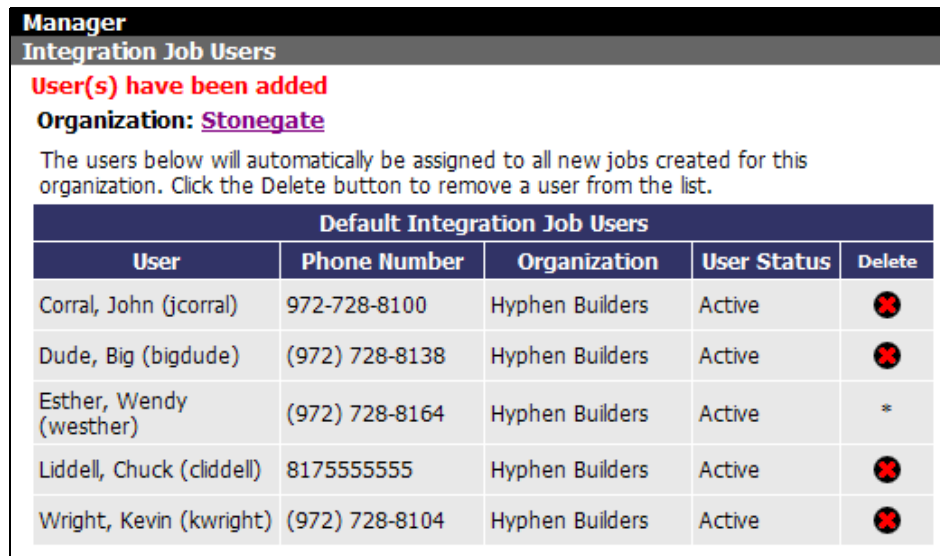 Manager
Integration Job Users
User(s) have been added
Organization: Stonegate
The users below will automatically be assigned to all new jobs created for this
organization. Click the Delete button to remove a user from the list.
Default Integration Job Users
User Phone Number Organization User Status Delete
Corral, John (jcorral) 972-728-8100 Hyphen Builders Active
Dude, Big (bigdude) (972) 728-8138 Hyphen Builders Active
Esther, Wendy
(westher) (972) 728-8164 Hyphen Builders Active *
Liddell, Chuck (cliddell) 8175555555 Hyphen Builders Active
Wright, Kevin (kwright) (972) 728-8104 Hyphen Builders Active